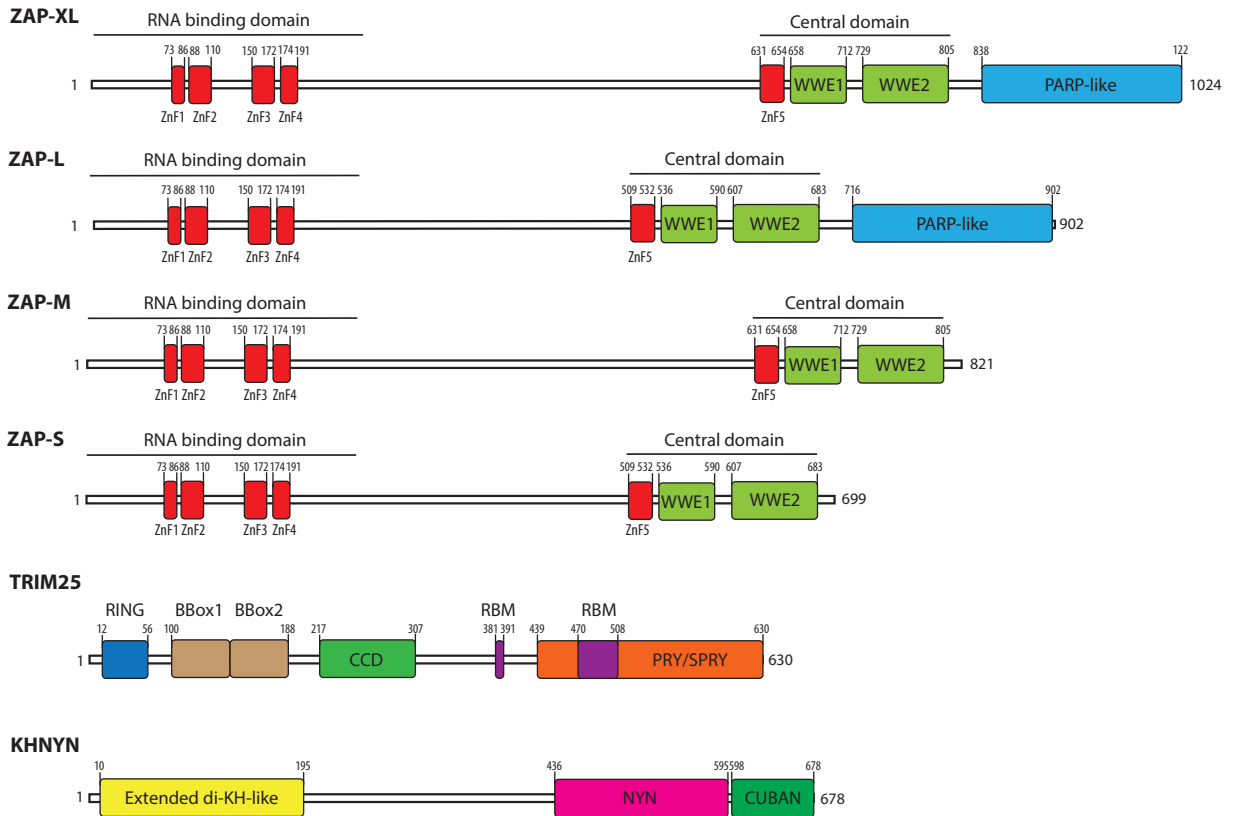 ZAP-XL
RNA binding domain
Central domain
73 86 88 110 150 172 174 191 631 654 658 712 729 805 838 122
1 WWE1 WWE2 PARP-like 1024
ZnF1 ZnF2 ZnF3 ZnF4 ZnF5
ZAP-L
RNA binding domain
Central domain
73 86 88 110 150 172 174 191 509 532 536 590 607 683 716 902
1 WWE1 WWE2 PARP-like 902
ZnF1 ZnF2 ZnF3 ZnF4 ZnF5
ZAP-M
RNA binding domain
Central domain
73 86 88 110 150 172 174 191 631 654 658 712 729 805
1 WWE1 WWE2 821
ZnF1 ZnF2 ZnF3 ZnF4 ZnF5
ZAP-S
RNA binding domain
Central domain
73 86 88 110 150 172 174 191 509 532 536 590 607 683
1 WWE1 WWE2 699
ZnF1 ZnF2 ZnF3 ZnF4 ZnF5
TRIM25
RING BBox1 BBox2 RBM RBM
12 56 100 188 217 307 381 391 439 470 508 630
1 CCD PRY/SPRY 630
KHNYN
10 195 436 595 598 678
1 Extended di-KH-like NYN CUBAN 678